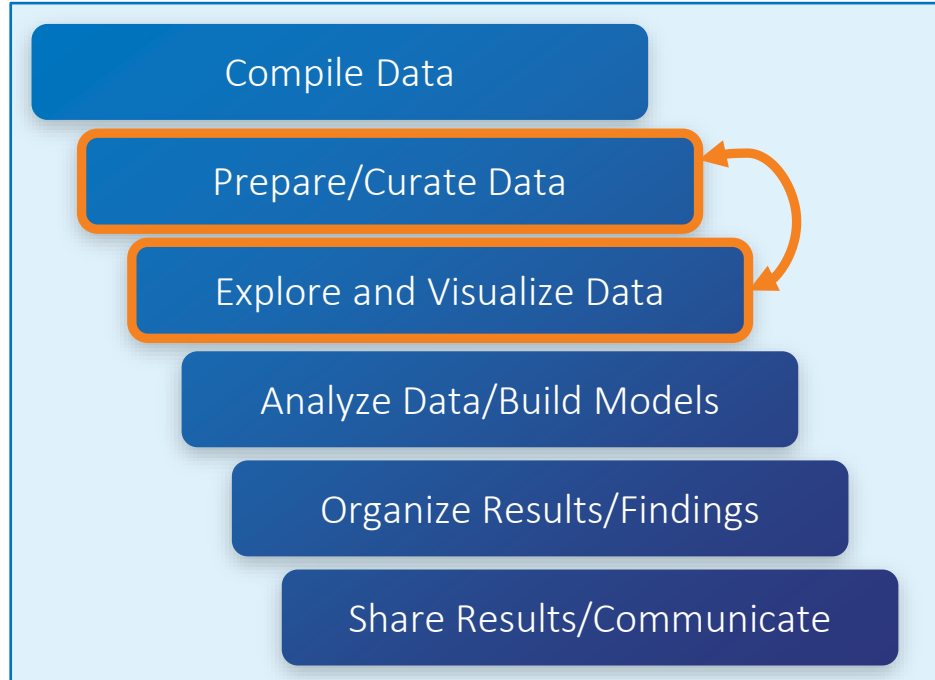 Compile Data
Prepare/Curate Data
Explore and Visualize Data
Analyze Data/Build Models
Organize Results/Findings
Share Results/Communicate